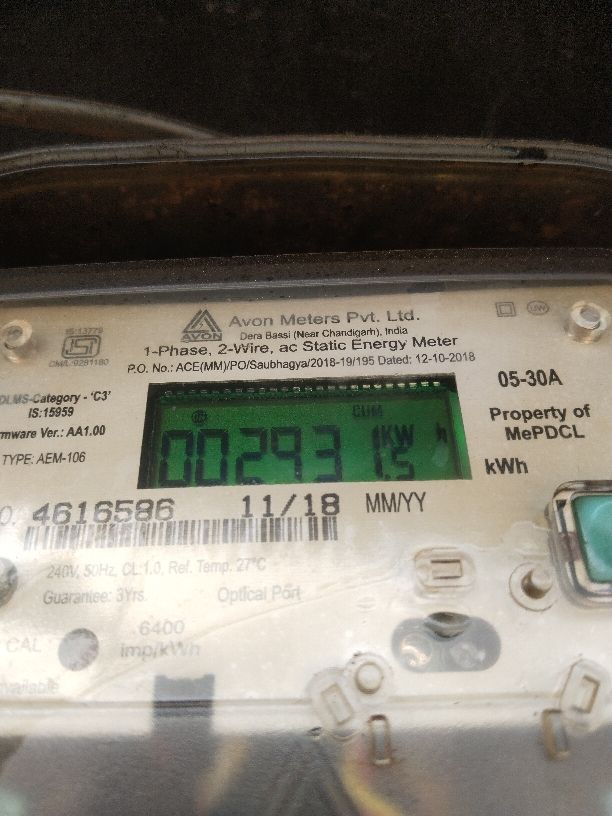 Avon Meters Pvt. Ltd.
AVON
Dera Bassi (Near Chandigarh), India
1-Phase, 2-Wire, ac Static Energy Meter
P.O. No.: ACE(MM)/PO/Saubhagya/2018-19/195 Dated: 12-10-2018
IS:13779
ISI
CM/L:9281180
UW
05-30A
DLMS-Category - 'C3'
IS:15959
rmware Ver.: AA1.00
TYPE: AEM-106
CUM
KW h
Property of
MePDCL
kWh
O. 4616586 11/18 MM/YY
240V, 50Hz, CL:1.0, Ref. Temp. 27°C
Guarantee: 3Yrs. Optical Port
CAL
6400
imp/kWh
available